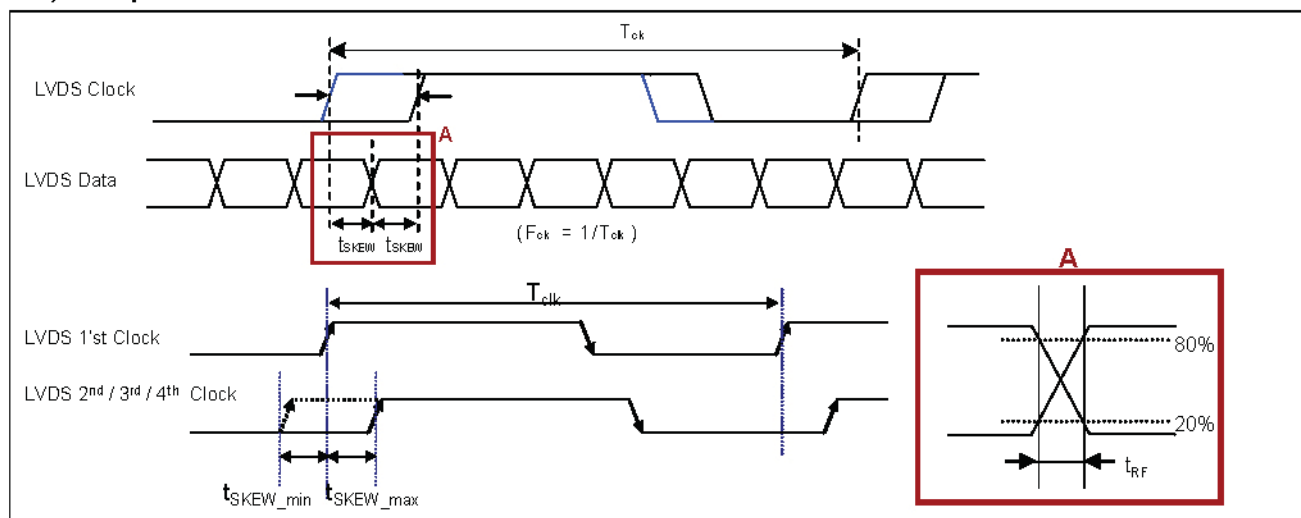 T ck
LVDS Clock
A
LVDS Data
tSKEW tSKEW
(Fck = 1/Tclk)
A
Tclk
LVDS 1'st Clock
80%
LVDS 2nd / 3rd / 4th Clock
20%
tRF
tSKEW_min tSKEW_max